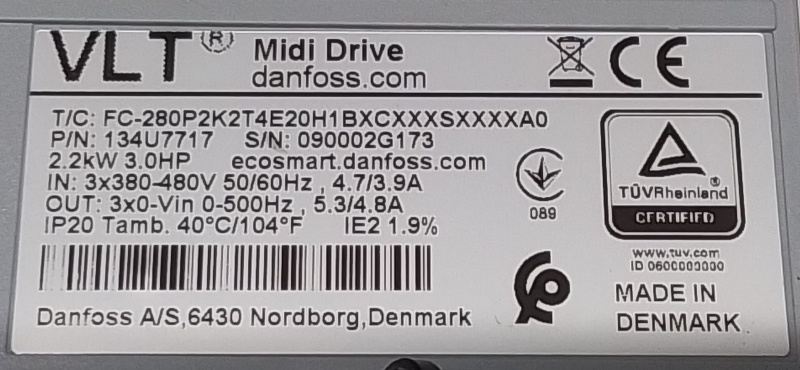 VLT® Midi Drive
danfoss.com
CE
T/C: FC-280P2K2T4E20H1BXCXXXSXXXXA0
P/N: 134U7717 S/N: 090002G173
2.2kW 3.0HP ecosmart.danfoss.com
IN: 3x380-480V 50/60Hz , 4.7/3.9A
OUT: 3x0-Vin 0-500Hz , 5.3/4.8A
IP20 Tamb. 40°C/104°F IE2 1.9%
089
TÜVRheinland®
CERTIFIED
www.tuv.com
ID 0600000000
MADE IN
DENMARK
Danfoss A/S,6430 Nordborg,Denmark